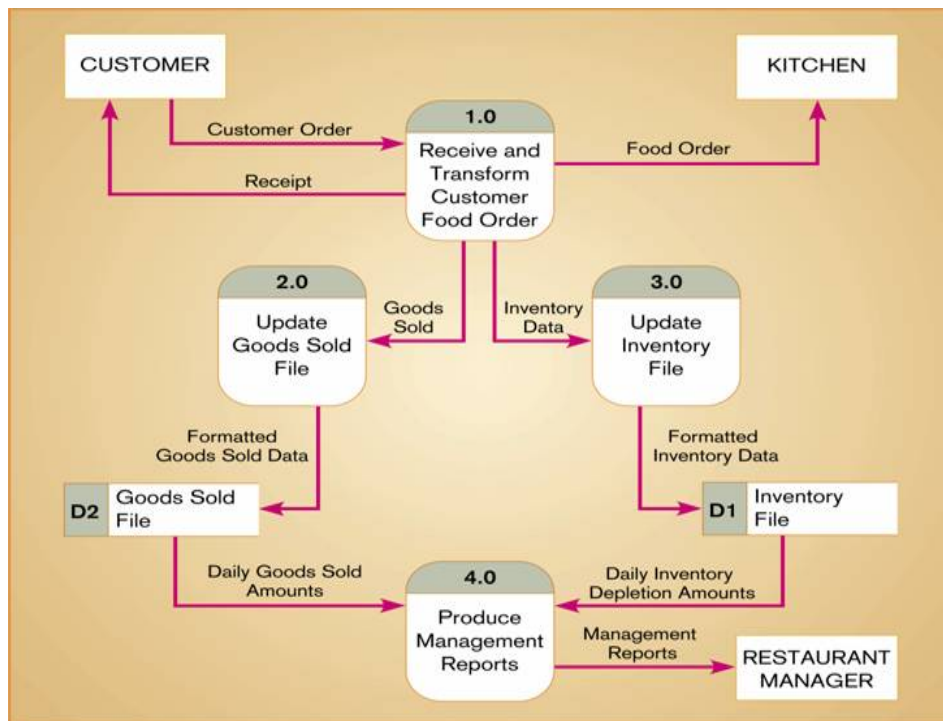 CUSTOMER
KITCHEN
1.0
Receive and
Transform
Customer
Food Order
Customer Order
Receipt
Food Order
2.0
Update
Goods Sold
File
Goods
Sold
Inventory
Data
3.0
Update
Inventory
File
Formatted
Goods Sold Data
Formatted
Inventory Data
D2
Goods Sold
File
D1
Inventory
File
Daily Goods Sold
Amounts
4.0
Produce
Management
Reports
Daily Inventory
Depletion Amounts
Management
Reports
RESTAURANT
MANAGER